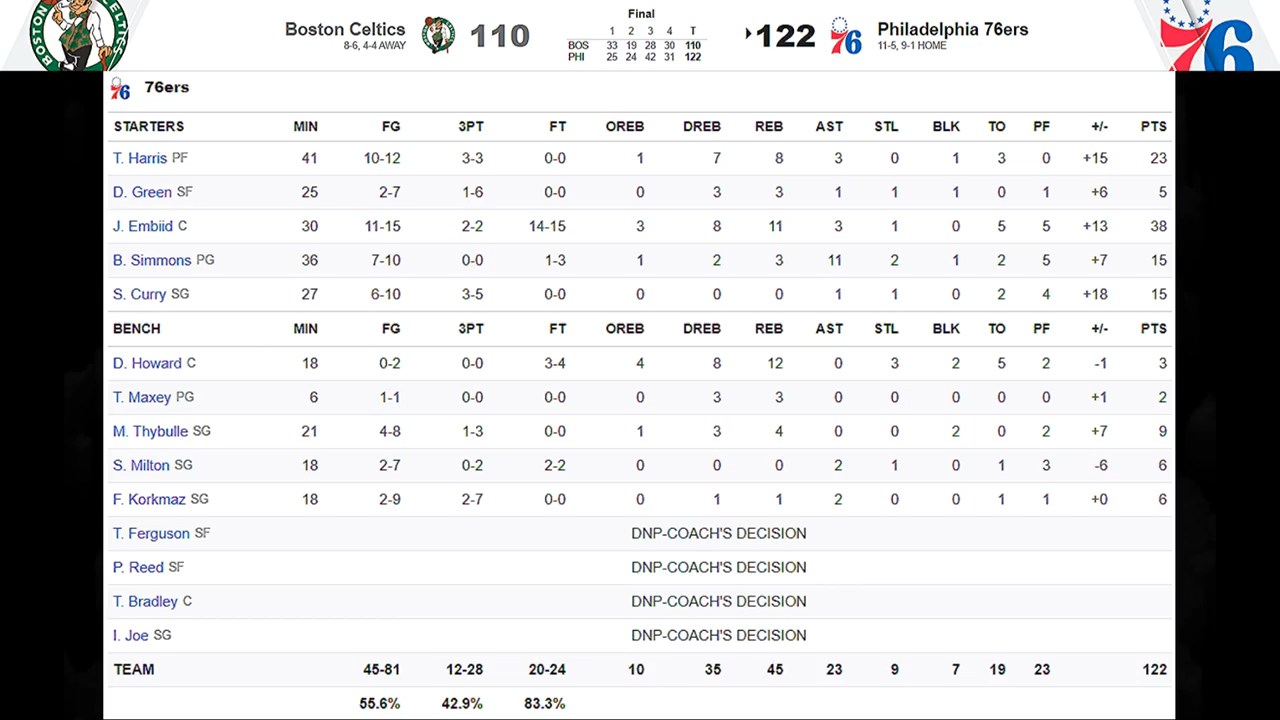 Final
Boston Celtics
8-6, 4-4 AWAY
110
1 2 3 4 T
BOS 33 19 28 30 110
PHI 25 24 42 31 122
122
Philadelphia 76ers
11-5, 9-1 HOME
BOSTON CELTICS
76
76
76
76ers
STARTERS MIN FG 3PT FT OREB DREB REB AST STL BLK TO PF +/- PTS
T. Harris PF 41 10-12 3-3 0-0 1 7 8 3 0 1 3 0 +15 23
D. Green SF 25 2-7 1-6 0-0 0 3 3 1 1 1 0 1 +6 5
J. Embiid C 30 11-15 2-2 14-15 3 8 11 3 1 0 5 5 +13 38
B. Simmons PG 36 7-10 0-0 1-3 1 2 3 11 2 1 2 5 +7 15
S. Curry SG 27 6-10 3-5 0-0 0 0 0 1 1 0 2 4 +18 15
BENCH MIN FG 3PT FT OREB DREB REB AST STL BLK TO PF +/- PTS
D. Howard C 18 0-2 0-0 3-4 4 8 12 0 3 2 5 2 -1 3
T. Maxey PG 6 1-1 0-0 0-0 0 3 3 0 0 0 0 0 +1 2
M. Thybulle SG 21 4-8 1-3 0-0 1 3 4 0 0 2 0 2 +7 9
S. Milton SG 18 2-7 0-2 2-2 0 0 0 2 1 0 1 3 -6 6
F. Korkmaz SG 18 2-9 2-7 0-0 0 1 1 2 0 0 1 1 +0 6
T. Ferguson SF DNP-COACH'S DECISION
P. Reed SF DNP-COACH'S DECISION
T. Bradley C DNP-COACH'S DECISION
I. Joe SG DNP-COACH'S DECISION
TEAM 45-81 12-28 20-24 10 35 45 23 9 7 19 23 122
55.6% 42.9% 83.3%